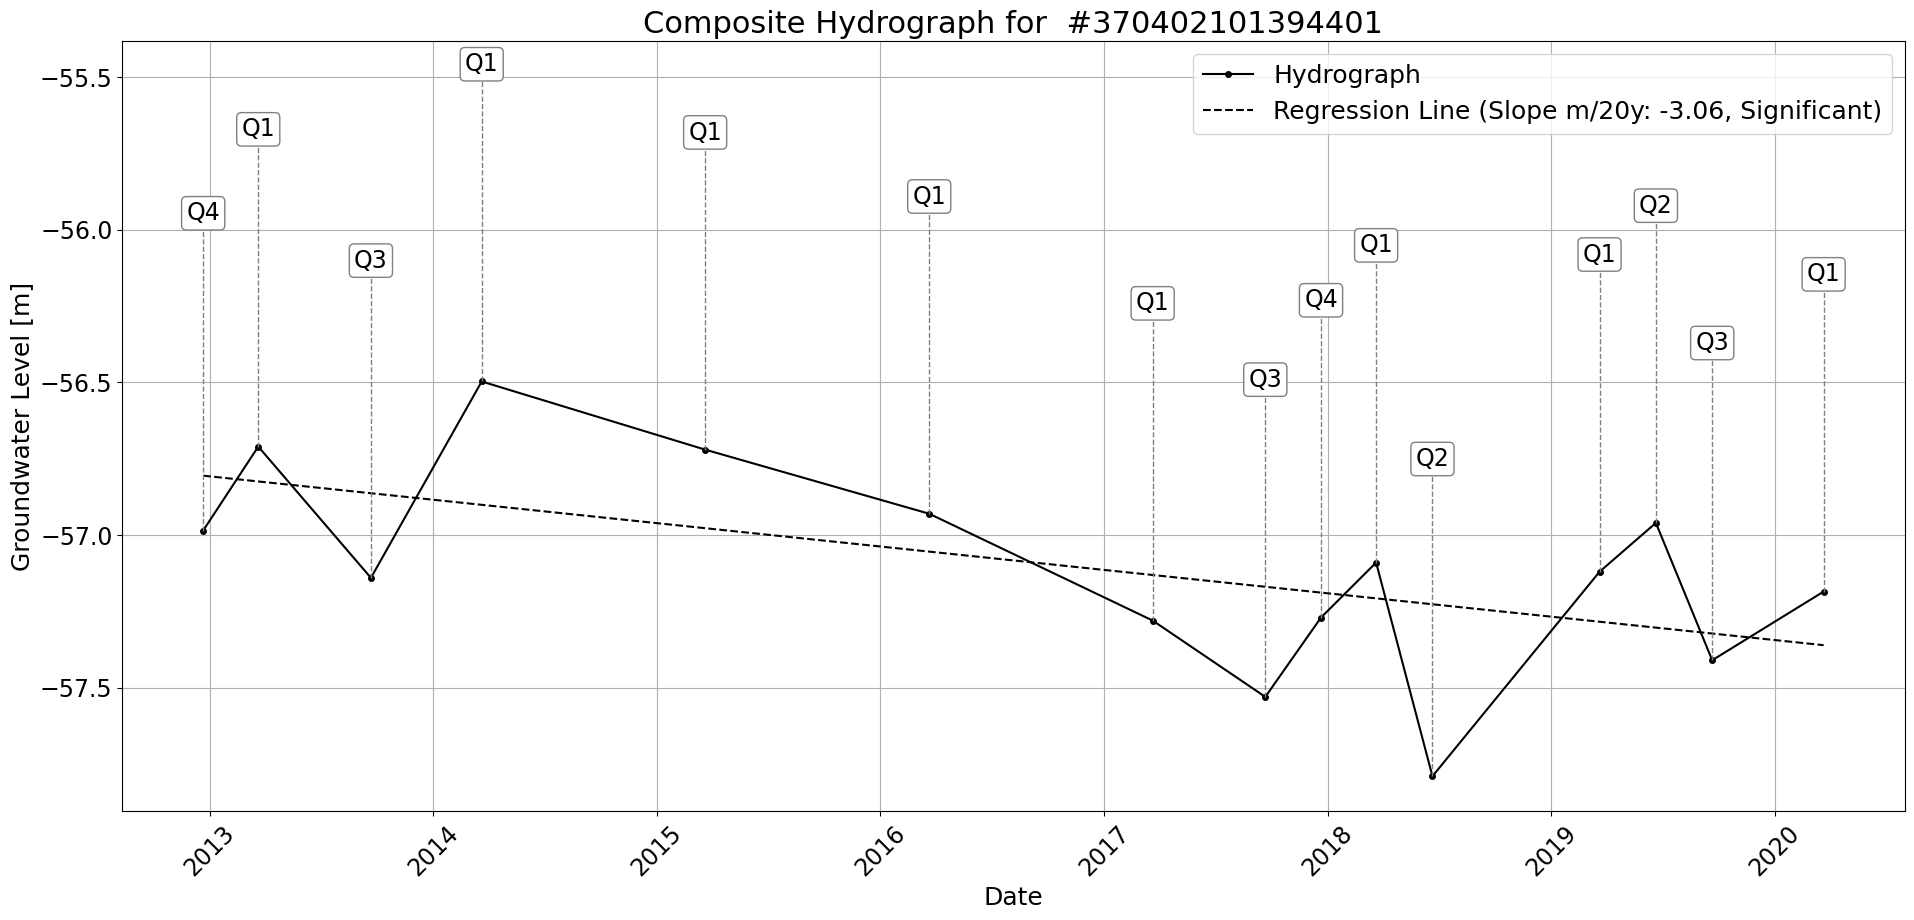 Composite Hydrograph for  #370402101394401
Hydrograph
Regression Line (Slope m/20y: -3.06, Significant)
Groundwater Level [m]
−55.5
−56.0
−56.5
−57.0
−57.5
Q4
Q1
Q3
Q1
Q1
Q1
Q1
Q3
Q4
Q1
Q2
Q1
Q2
Q3
Q1
2013
2014
2015
2016
2017
2018
2019
2020
Date